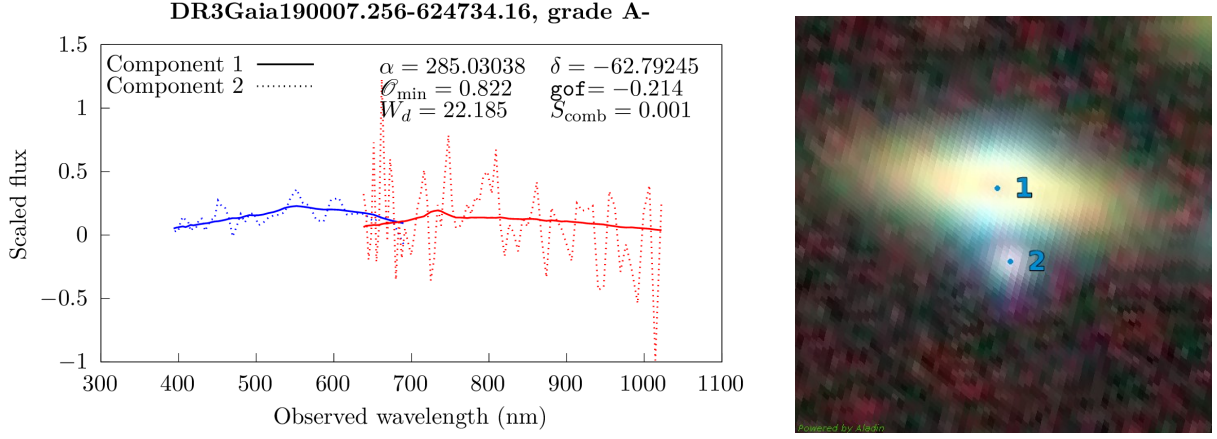 DR3Gaia190007.256-624734.16, grade A-
Component 1
Component 2
α = 285.03038 δ = −62.79245
𝒪min = 0.822 gof= −0.214
Wd = 22.185 Scomb = 0.001
1.5
1
0.5
0
−0.5
−1
Scaled flux
300 400 500 600 700 800 900 1000 1100
Observed wavelength (nm)
1
2
Powered by Aladin